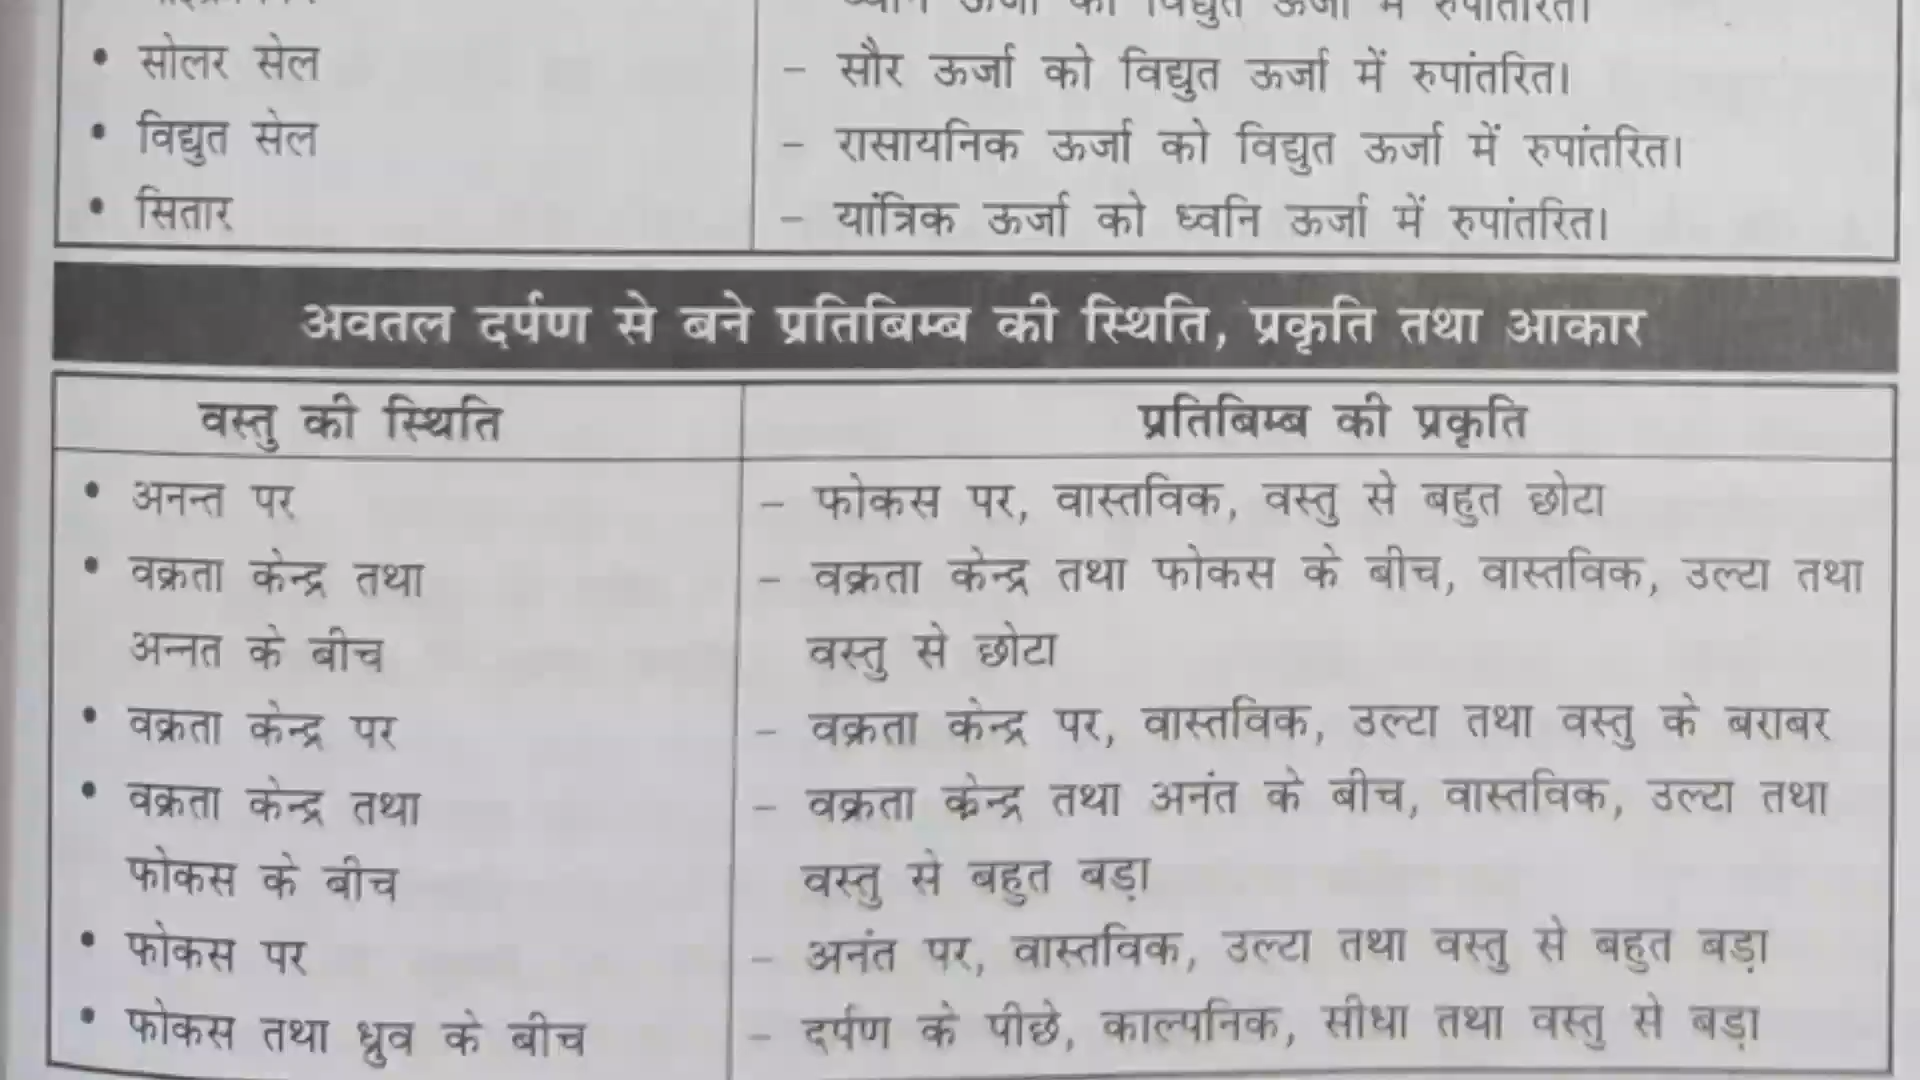 ध्वनि ऊर्जा को विद्युत ऊर्जा में रुपांतरित।
• सोलर सेल – सौर ऊर्जा को विद्युत ऊर्जा में रुपांतरित।
• विद्युत सेल – रासायनिक ऊर्जा को विद्युत ऊर्जा में रुपांतरित।
• सितार – यांत्रिक ऊर्जा को ध्वनि ऊर्जा में रुपांतरित।
अवतल दर्पण से बने प्रतिबिम्ब की स्थिति, प्रकृति तथा आकार
वस्तु की स्थिति प्रतिबिम्ब की प्रकृति
• अनन्त पर – फोकस पर, वास्तविक, वस्तु से बहुत छोटा
• वक्रता केन्द्र तथा – वक्रता केन्द्र तथा फोकस के बीच, वास्तविक, उल्टा तथा
अन्नत के बीच वस्तु से छोटा
• वक्रता केन्द्र पर – वक्रता केन्द्र पर, वास्तविक, उल्टा तथा वस्तु के बराबर
• वक्रता केन्द्र तथा – वक्रता केन्द्र तथा अनंत के बीच, वास्तविक, उल्टा तथा
फोकस के बीच वस्तु से बहुत बड़ा
• फोकस पर – अनंत पर, वास्तविक, उल्टा तथा वस्तु से बहुत बड़ा
• फोकस तथा ध्रुव के बीच – दर्पण के पीछे, काल्पनिक, सीधा तथा वस्तु से बड़ा